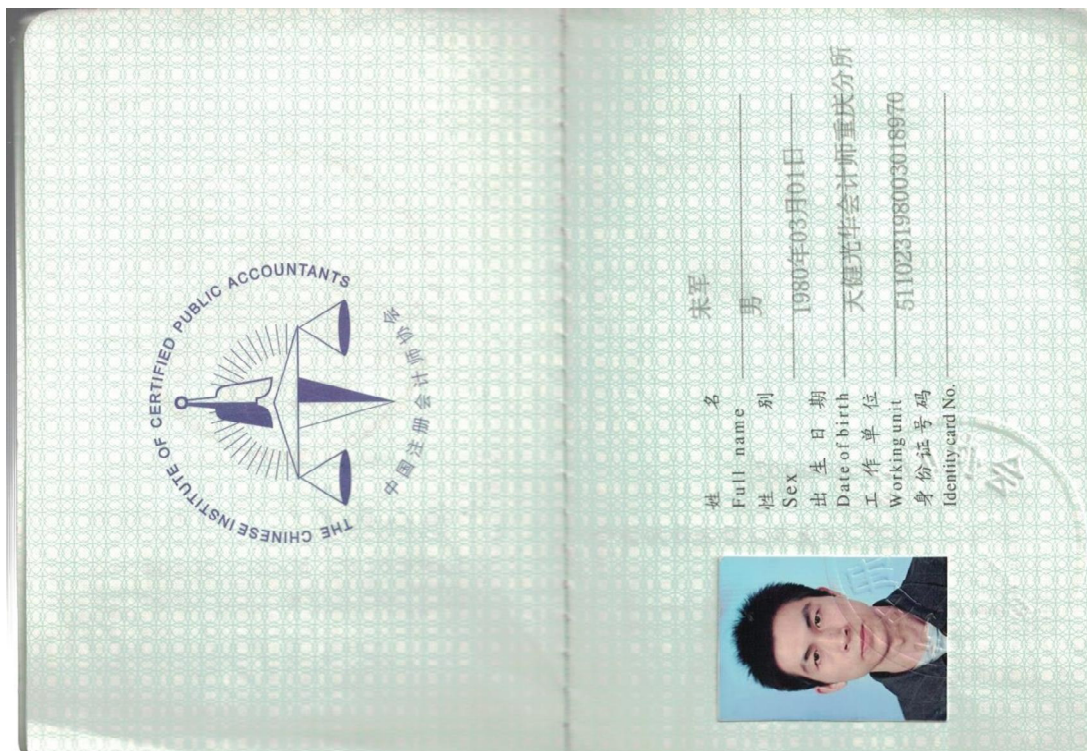 THE CHINESE INSTITUTE OF CERTIFIED PUBLIC ACCOUNTANTS
中国注册会计师协会
姓 名 宋军
Full name
性 别 男
Sex
出 生 日 期 1980年03月01日
Date of birth
工 作 单 位 天健光华会计师重庆分所
Working unit
身 份 证 号 码 511023198003018970
Identity card No.